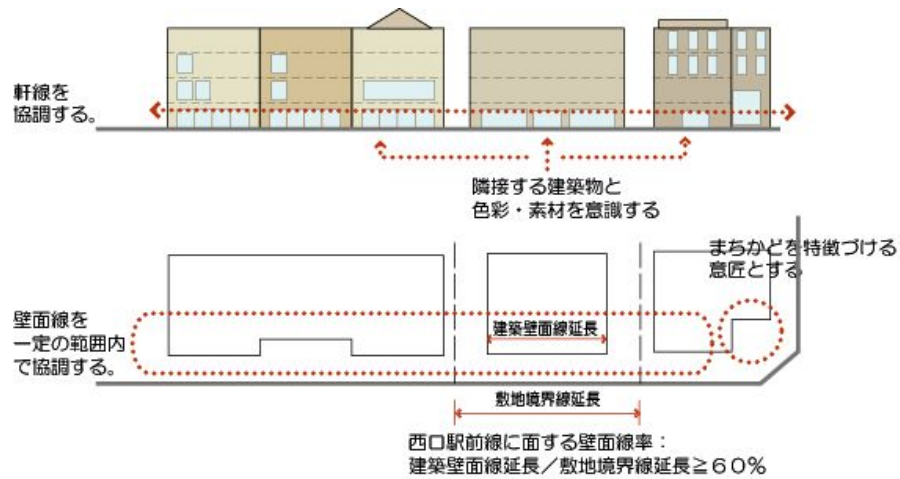 軒線を
協調する。
隣接する建築物と
色彩・素材を意識する
まちかどを特徴づける
意匠とする
壁面線を
一定の範囲内
で協調する。
建築壁面線延長
敷地境界線延長
西口駅前線に面する壁面線率：
建築壁面線延長／敷地境界線延長≧６０％